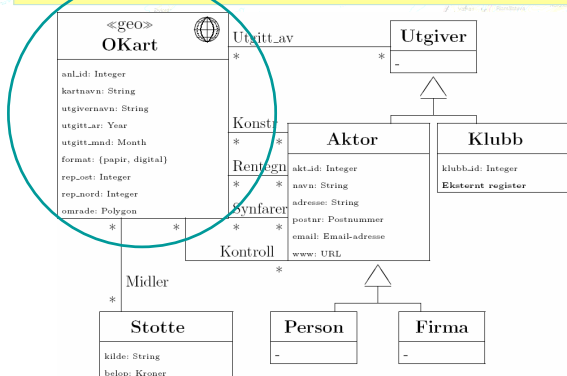 «geo»
OKart
anl_id: Integer
kartnavn: String
utgivernavn: String
utgitt_ar: Year
utgitt_mnd: Month
format: {papir, digital}
rep_ost: Integer
rep_nord: Integer
omrade: Polygon
Utgitt_av
* *
Utgiver
-
Konstr
* *
Rentegn
* *
Synfarer
* *
* *
Kontroll
*
Aktor
akt_id: Integer
navn: String
adresse: String
postnr: Postnummer
email: Email-adresse
www: URL
Klubb
klubb_id: Integer
Eksternt register
Midler
*
Stotte
kilde: String
belop: Kroner
Person
-
Firma
-